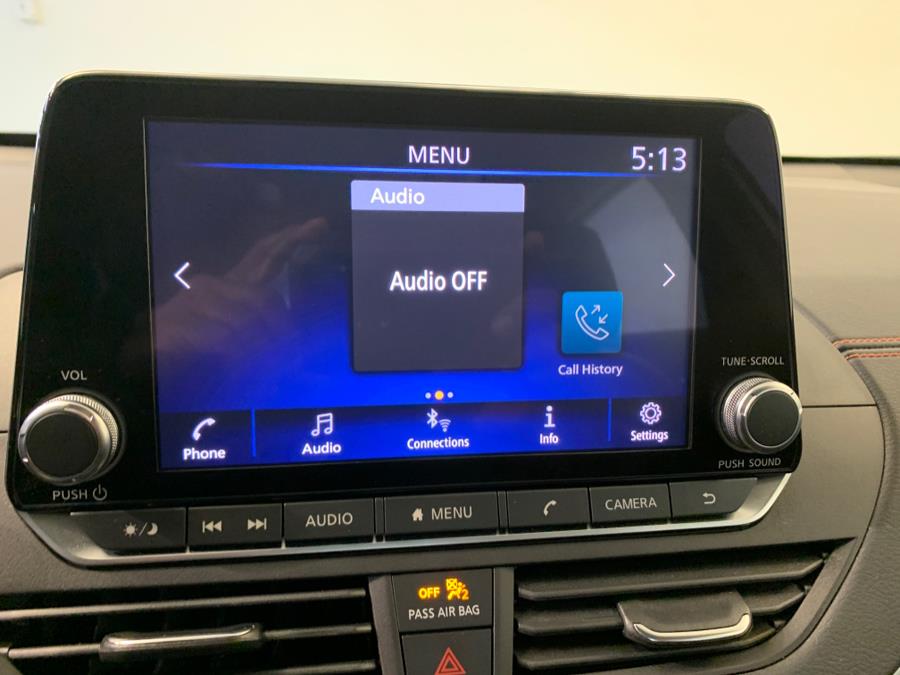 MENU
5:13
Audio
Audio OFF
Call History
VOL
TUNE·SCROLL
Phone
Audio
Connections
Info
Settings
PUSH
PUSH SOUND
AUDIO
MENU
CAMERA
OFF 2
PASS AIR BAG